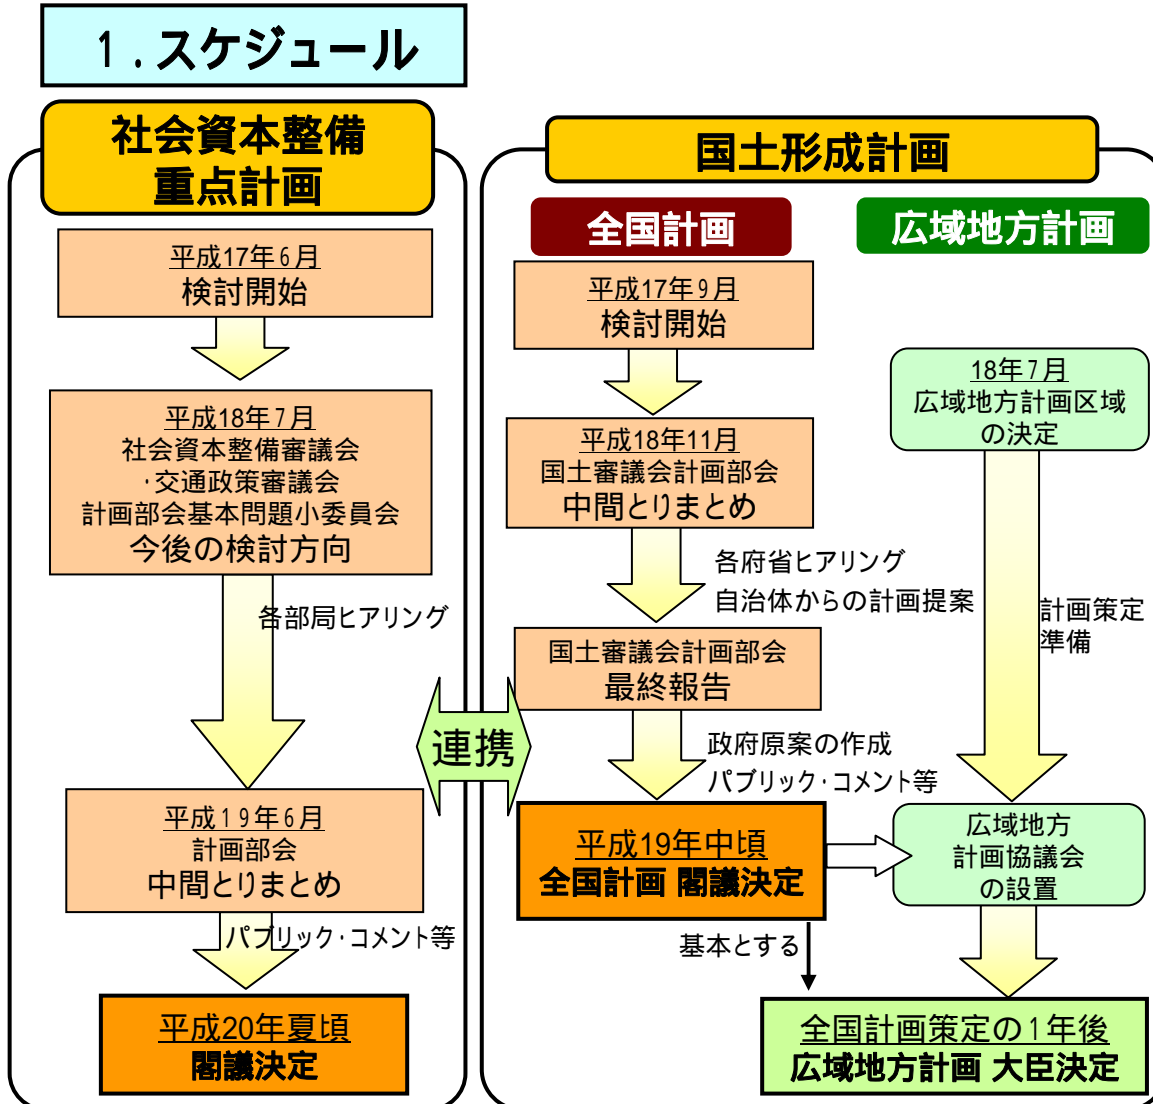 1．スケジュール
社会資本整備
重点計画
平成17年6月
検討開始
平成18年7月
社会資本整備審議会
・交通政策審議会
計画部会基本問題小委員会
今後の検討方向
各部局ヒアリング
平成19年6月
計画部会
中間とりまとめ
パブリック・コメント等
平成20年夏頃
閣議決定
連携
国土形成計画
全国計画
平成17年9月
検討開始
平成18年11月
国土審議会計画部会
中間とりまとめ
各府省ヒアリング
自治体からの計画提案
国土審議会計画部会
最終報告
政府原案の作成
パブリック・コメント等
平成19年中頃
全国計画 閣議決定
基本とする
広域地方計画
18年7月
広域地方計画区域
の決定
計画策定
準備
広域地方
計画協議会
の設置
全国計画策定の1年後
広域地方計画 大臣決定